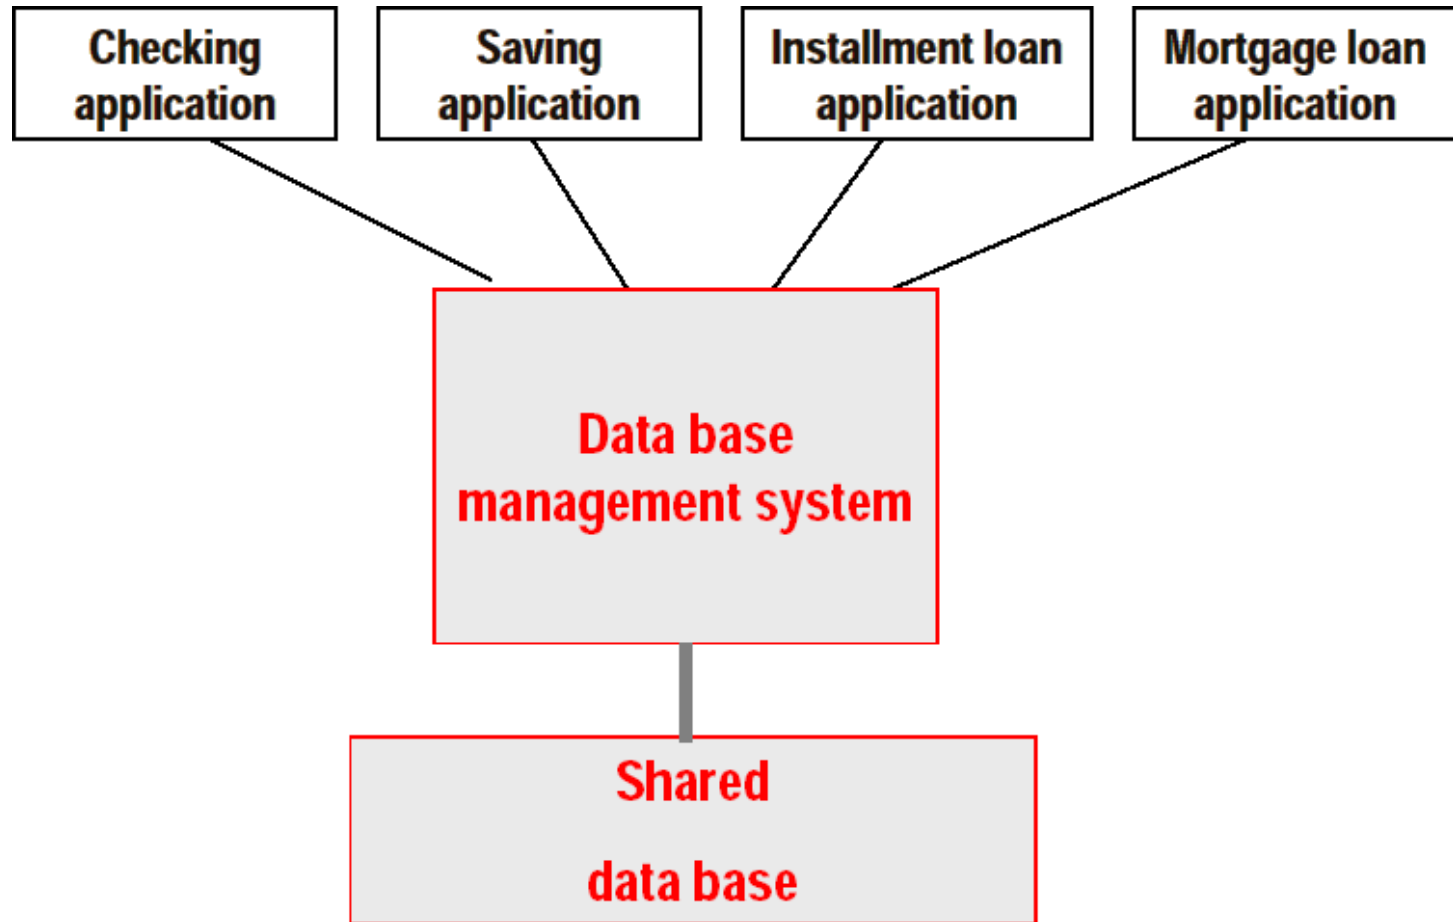 Checking
application
Saving
application
Installment loan
application
Mortgage loan
application
Data base
management system
Shared
data base